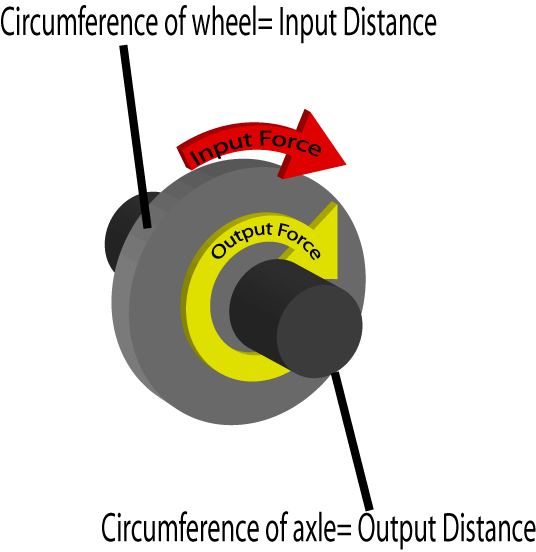 Circumference of wheel= Input Distance
Input Force
Output Force
Circumference of axle= Output Distance